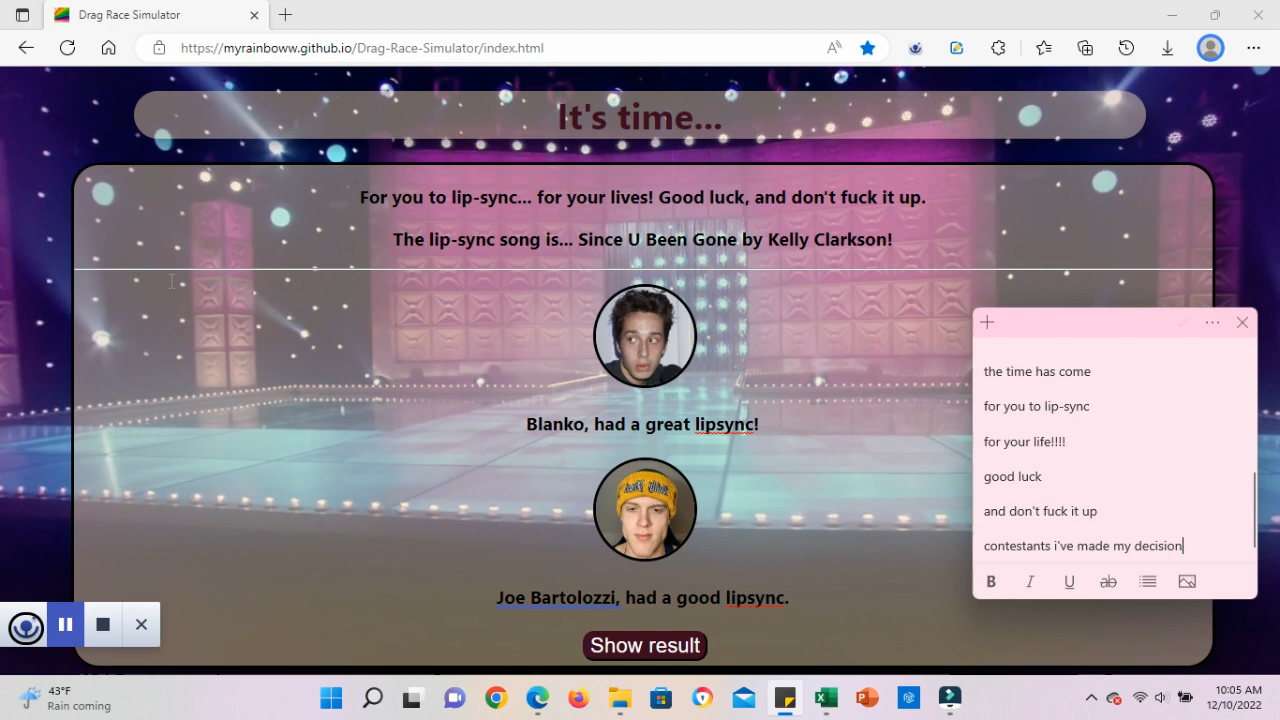 Drag Race Simulator
https://myrainboww.github.io/Drag-Race-Simulator/index.html
It's time...
For you to lip-sync... for your lives! Good luck, and don't fuck it up.
The lip-sync song is... Since U Been Gone by Kelly Clarkson!
Blanko, had a great lipsync!
Joe Bartolozzi, had a good lipsync.
Show result
the time has come
for you to lip-sync
for your life!!!!
good luck
and don't fuck it up
contestants i've made my decision
B I U ab
43°F
Rain coming
10:05 AM
12/10/2022